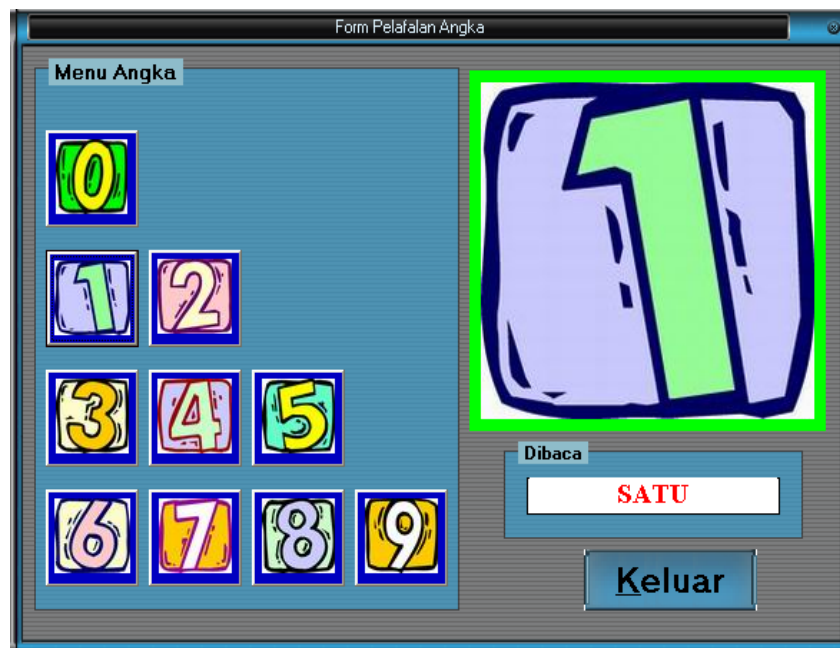 Form Pelafalan Angka
Menu Angka
0
1 2
3 4 5
6 7 8 9
1
Dibaca
SATU
Keluar